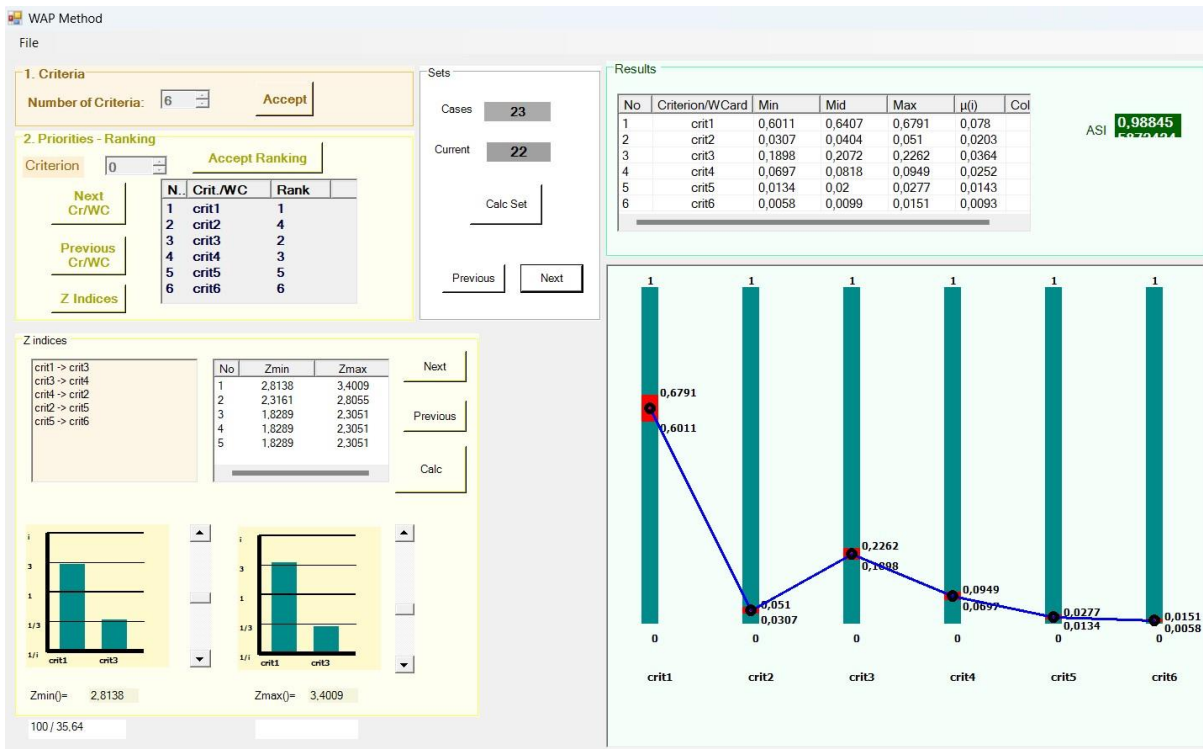 WAP Method
File
1. Criteria
Number of Criteria: 6 Accept
2. Priorities - Ranking
Criterion 0 Accept Ranking
Next Cr/WC
Previous Cr/WC
Z Indices
N.. Crit./WC Rank
1 crit1 1
2 crit2 4
3 crit3 2
4 crit4 3
5 crit5 5
6 crit6 6
Sets
Cases 23
Current 22
Calc Set
Previous Next
Results
No Criterion/WCard Min Mid Max μ(i) Col
1 crit1 0,6011 0,6407 0,6791 0,078
2 crit2 0,0307 0,0404 0,051 0,0203
3 crit3 0,1898 0,2072 0,2262 0,0364
4 crit4 0,0697 0,0818 0,0949 0,0252
5 crit5 0,0134 0,02 0,0277 0,0143
6 crit6 0,0058 0,0099 0,0151 0,0093
ASI 0,98845
Z indices
crit1 -> crit3
crit3 -> crit4
crit4 -> crit2
crit2 -> crit5
crit5 -> crit6
No Zmin Zmax
1 2,8138 3,4009
2 2,3161 2,8055
3 1,8289 2,3051
4 1,8289 2,3051
5 1,8289 2,3051
Next
Previous
Calc
i
3
1
1/3
1/i
crit1 crit3
i
3
1
1/3
1/i
crit1 crit3
Zmin()= 2,8138 Zmax()= 3,4009
100 / 35,64
1 1 1 1 1 1
0,6791
0,6011
0,051
0,0307
0,2262
0,1898
0,0949
0,0697
0,0277
0,0134
0,0151
0,0058
0 0 0 0 0
crit1 crit2 crit3 crit4 crit5 crit6